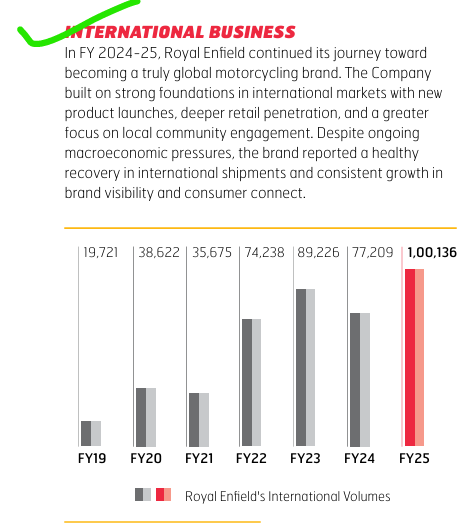 INTERNATIONAL BUSINESS
In FY 2024-25, Royal Enfield continued its journey toward
becoming a truly global motorcycling brand. The Company
built on strong foundations in international markets with new
product launches, deeper retail penetration, and a greater
focus on local community engagement. Despite ongoing
macroeconomic pressures, the brand reported a healthy
recovery in international shipments and consistent growth in
brand visibility and consumer connect.
19,721 38,622 35,675 74,238 89,226 77,209 1,00,136
FY19 FY20 FY21 FY22 FY23 FY24 FY25
Royal Enfield's International Volumes